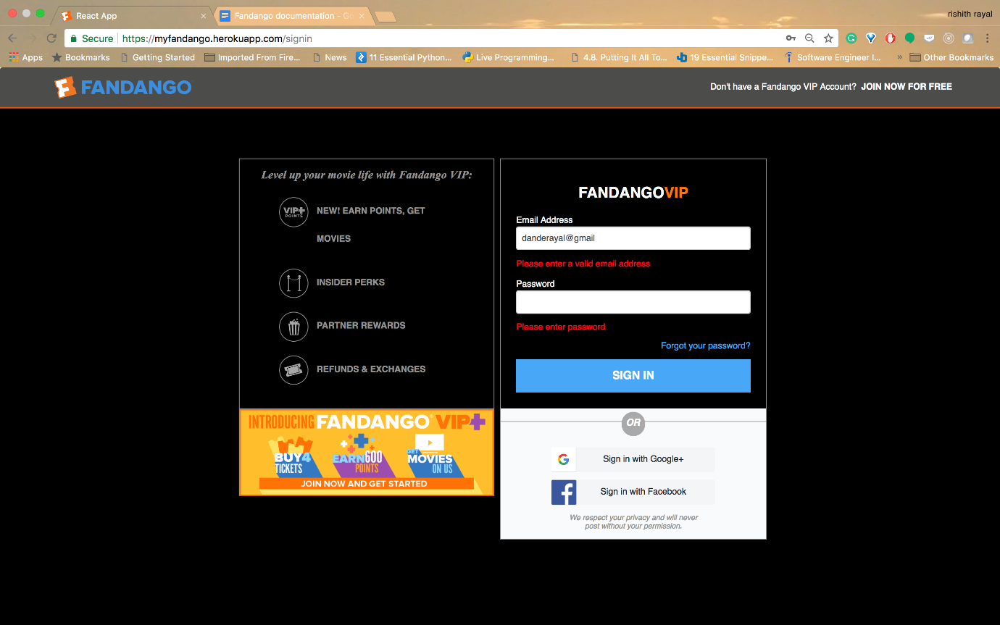 React App
Fandango documentation - Go
rishith rayal
Secure
https://myfandango.herokuapp.com/signin
Apps
Bookmarks
Getting Started
Imported From Fire...
News
11 Essential Python...
Live Programming...
4.8. Putting It All To...
19 Essential Snippe...
Software Engineer I...
»
Other Bookmarks
FANDANGO
Don't have a Fandango VIP Account? JOIN NOW FOR FREE
Level up your movie life with Fandango VIP:
VIP+
POINTS
NEW! EARN POINTS, GET
MOVIES
INSIDER PERKS
PARTNER REWARDS
REFUNDS & EXCHANGES
INTRODUCING FANDANGO VIP+
BUY 4
TICKETS
EARN 600
POINTS
GET
MOVIES
ON US
JOIN NOW AND GET STARTED
FANDANGOVIP
Email Address
danderayal@gmail
Please enter a valid email address
Password
Please enter password
Forgot your password?
SIGN IN
OR
Sign in with Google+
Sign in with Facebook
We respect your privacy and will never
post without your permission.